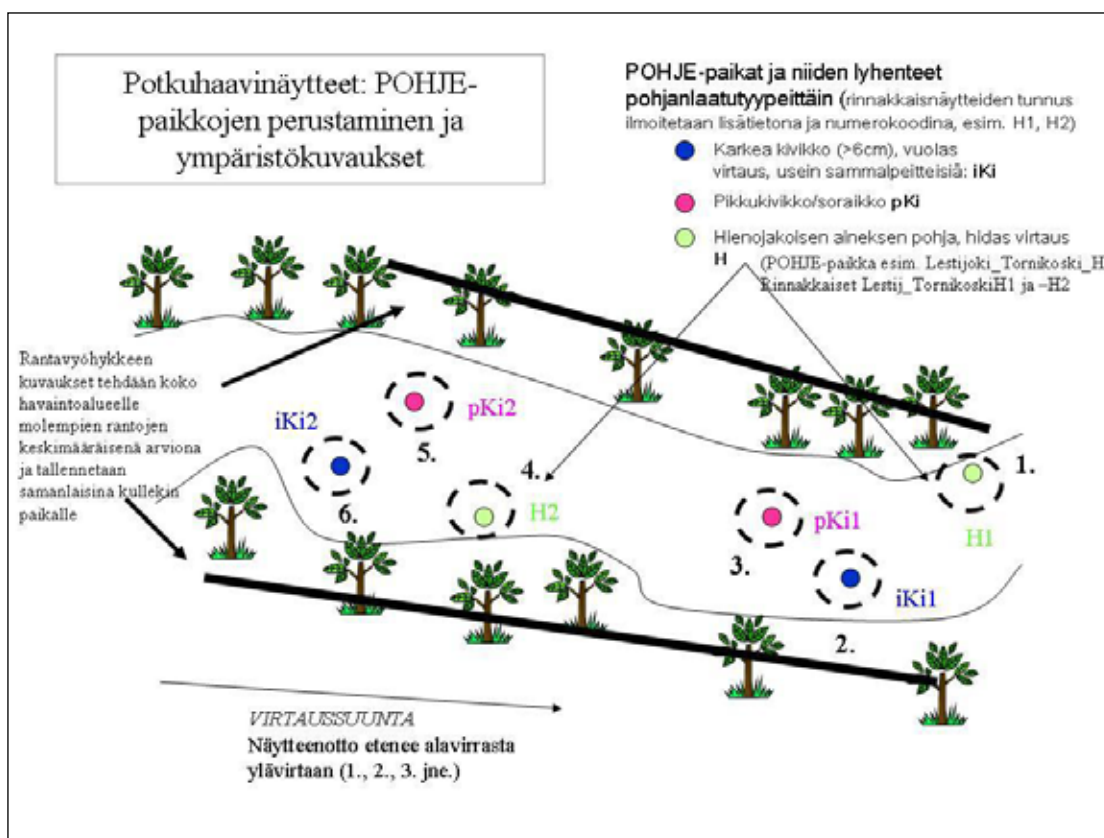 Potkuhaavinäytteet: POHJE-
paikkojen perustaminen ja
ympäristökuvaukset
POHJE-paikat ja niiden lyhenteet
pohjanlaatutyypeittäin (rinnakkaisnäytteiden tunnus
ilmoitetaan lisätietona ja numerokoodina, esim. H1, H2)
Karkea kivikko (>6cm), vuolas
virtaus, usein sammalpeitteisiä: iKi
Pikkukivikko/soraikko pKi
Hienojakoisen aineksen pohja, hidas virtaus
H (POHJE-paikka esim. Lestijoki_Tornikoski_H
Rinnakkaiset Lestij_TornikoskiH1 ja –H2
Rantavyöhykkeen
kuvaukset tehdään koko
havaintoalueelle
molempien rantojen
keskimääräisenä arviona
ja tallennetaan
samanlaisina kullekin
paikalle
pKi2
5.
iKi2
6.
4.
H2
pKi1
3.
iKi1
2.
1.
H1
VIRTAUSSUUNTA
Näytteenotto etenee alavirrasta
ylävirtaan (1., 2., 3. jne.)